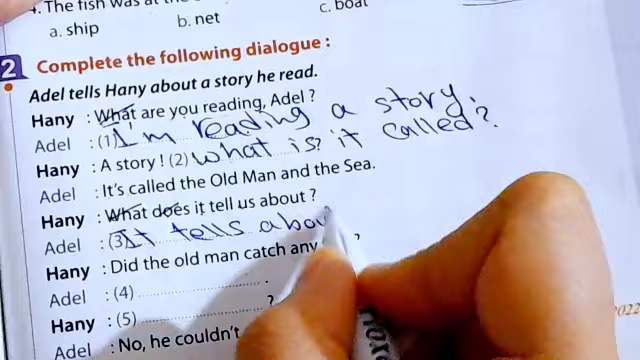 4. The fish was at the
a. ship b. net c. boat
2 Complete the following dialogue :
Adel tells Hany about a story he read.
Hany : What are you reading, Adel ?
Adel : (1) I'm reading a story.
Hany : A story ! (2) What is it called?
Adel : It's called the Old Man and the Sea.
Hany : What does it tell us about ?
Adel : (3) It tells abou
Hany : Did the old man catch any ?
Adel : (4)
Hany : (5) ?
Adel : No, he couldn't
2022